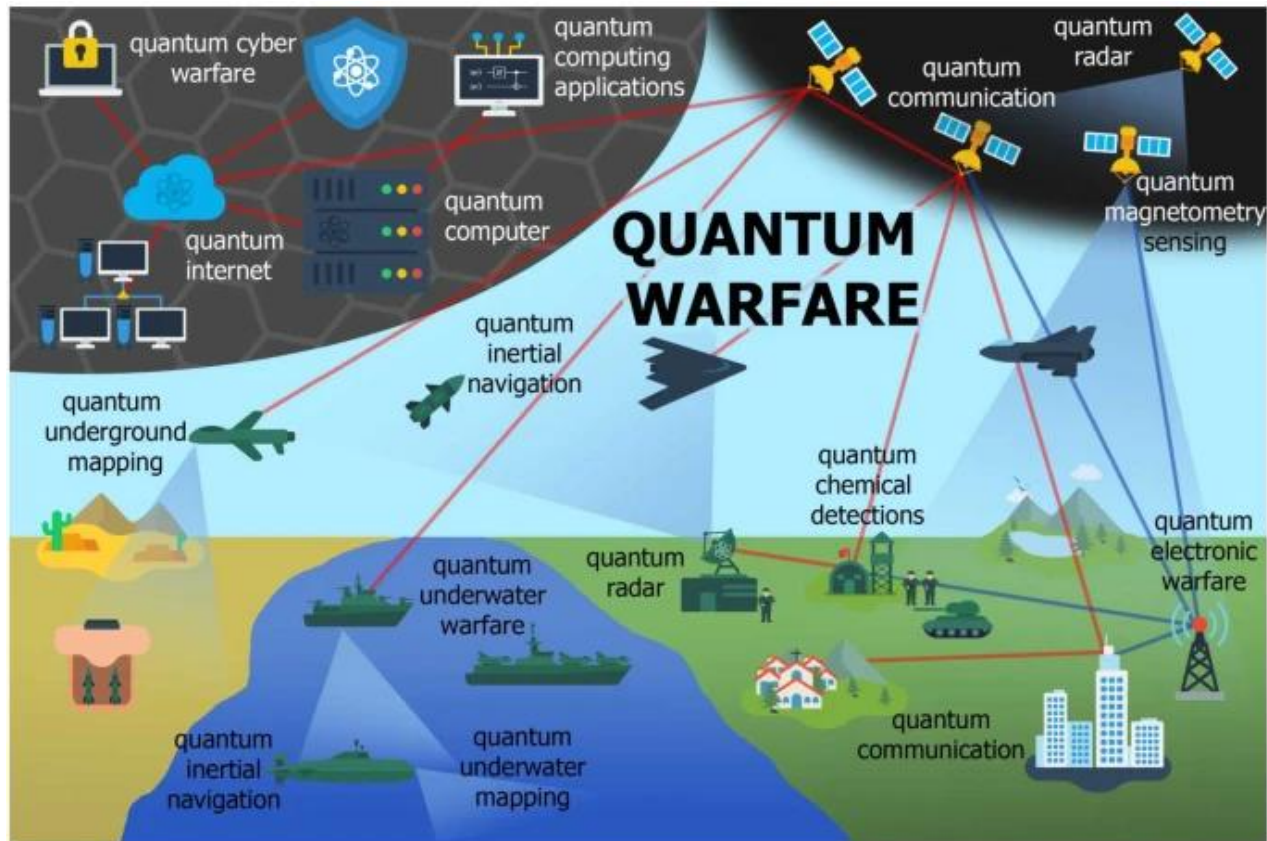 quantum cyber
warfare
quantum
computing
applications
quantum
communication
quantum
radar
quantum
internet
quantum
computer
quantum
magnetometry
sensing
QUANTUM
WARFARE
quantum
inertial
navigation
quantum
underground
mapping
quantum
chemical
detections
quantum
electronic
warfare
quantum
radar
quantum
underwater
warfare
quantum
communication
quantum
inertial
navigation
quantum
underwater
mapping